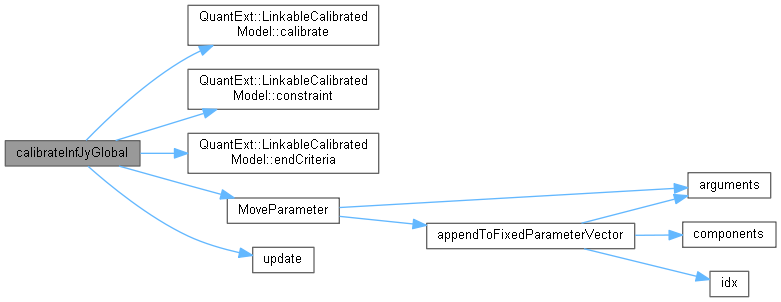 QuantExt::LinkableCalibrated
Model::calibrate
QuantExt::LinkableCalibrated
Model::constraint
QuantExt::LinkableCalibrated
Model::endCriteria
calibrateInfJyGlobal
MoveParameter
update
appendToFixedParameterVector
arguments
components
idx